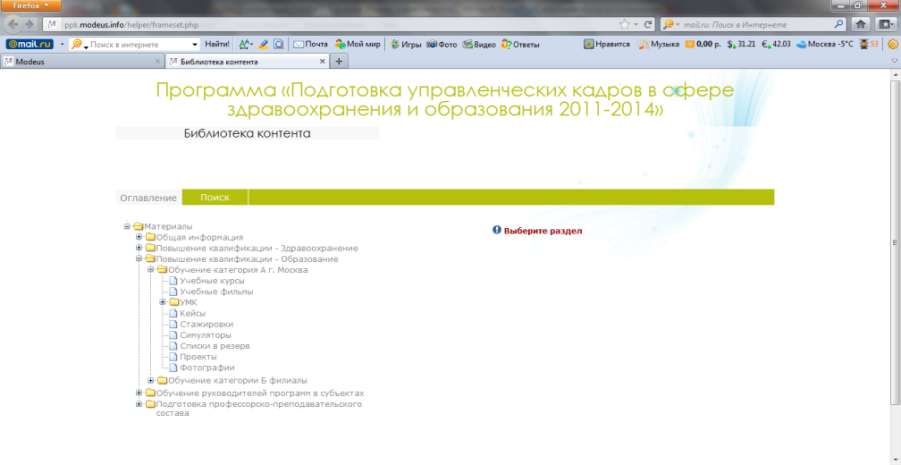 Firefox
ppk.modeus.info/helper/frameset.php
mail.ru: Поиск в Интернете
@mail.ru Поиск в интернете Найти! Почта Мой мир Игры Фото Видео Ответы Нравится Музыка 0,00 р. $ 31.21 € 42.03 Москва -5°C 53
Modeus
Библиотека контента
Программа «Подготовка управленческих кадров в сфере
здравоохранения и образования 2011-2014»
Библиотека контента
Оглавление Поиск
Материалы
Общая информация
Повышение квалификации - Здравоохранение
Повышение квалификации - Образование
Обучение категория А г. Москва
Учебные курсы
Учебные фильмы
УМК
Кейсы
Стажировки
Симуляторы
Списки в резерв
Проекты
Фотографии
Обучение категории Б филиалы
Обучение руководителей программ в субъектах
Подготовка профессорско-преподавательского
состава
Выберите раздел